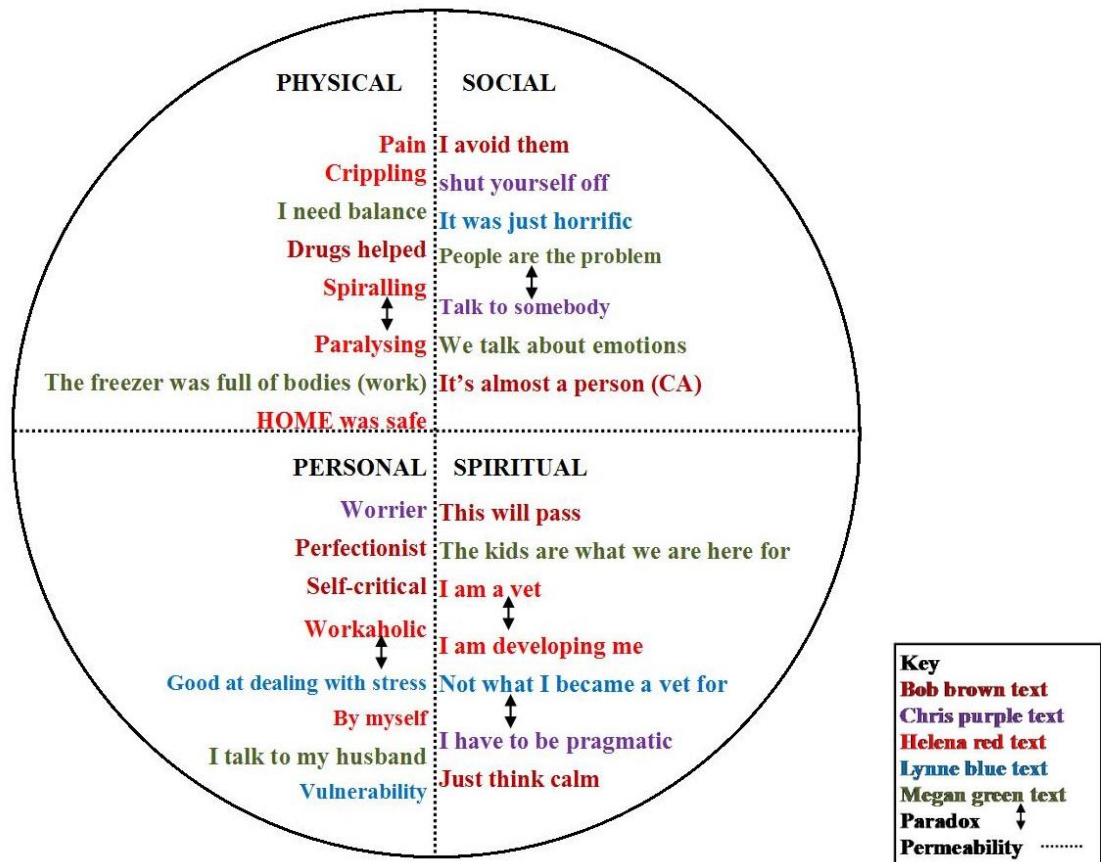 PHYSICAL
Pain
Crippling
I need balance
Drugs helped
Spiralling
Paralysing
The freezer was full of bodies (work)
HOME was safe
SOCIAL
I avoid them
shut yourself off
It was just horrific
People are the problem
Talk to somebody
We talk about emotions
It's almost a person (CA)
PERSONAL
Worrier
Perfectionist
Self-critical
Workaholic
Good at dealing with stress
By myself
I talk to my husband
Vulnerability
SPIRITUAL
This will pass
The kids are what we are here for
I am a vet
I am developing me
Not what I became a vet for
I have to be pragmatic
Just think calm
Key
Bob brown text
Chris purple text
Helena red text
Lynne blue text
Megan green text
Paradox
Permeability